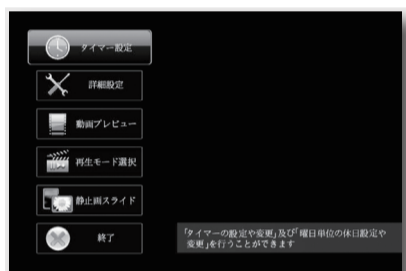 タイマー設定
詳細設定
動画プレビュー
再生モード選択
静止画スライド
終了
「タイマーの設定や変更」及び「曜日単位の休日設定や
変更」を行うことができます